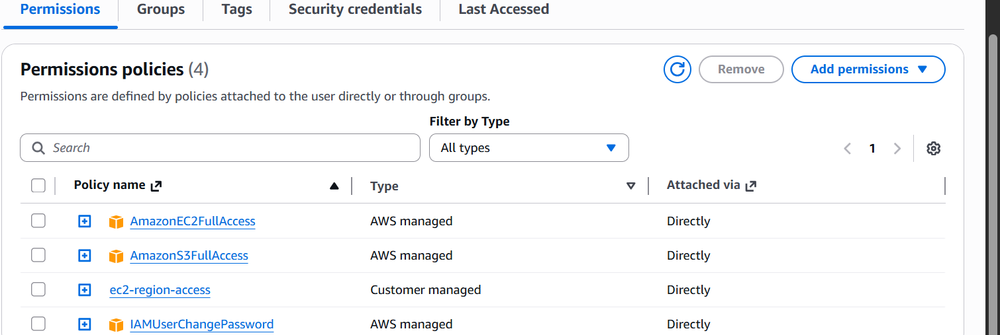 Permissions Groups Tags Security credentials Last Accessed
Permissions policies (4)
Remove
Add permissions
Permissions are defined by policies attached to the user directly or through groups.
Filter by Type
Search
All types
1
Policy name Type Attached via
AmazonEC2FullAccess AWS managed Directly
AmazonS3FullAccess AWS managed Directly
ec2-region-access Customer managed Directly
IAMUserChangePassword AWS managed Directly